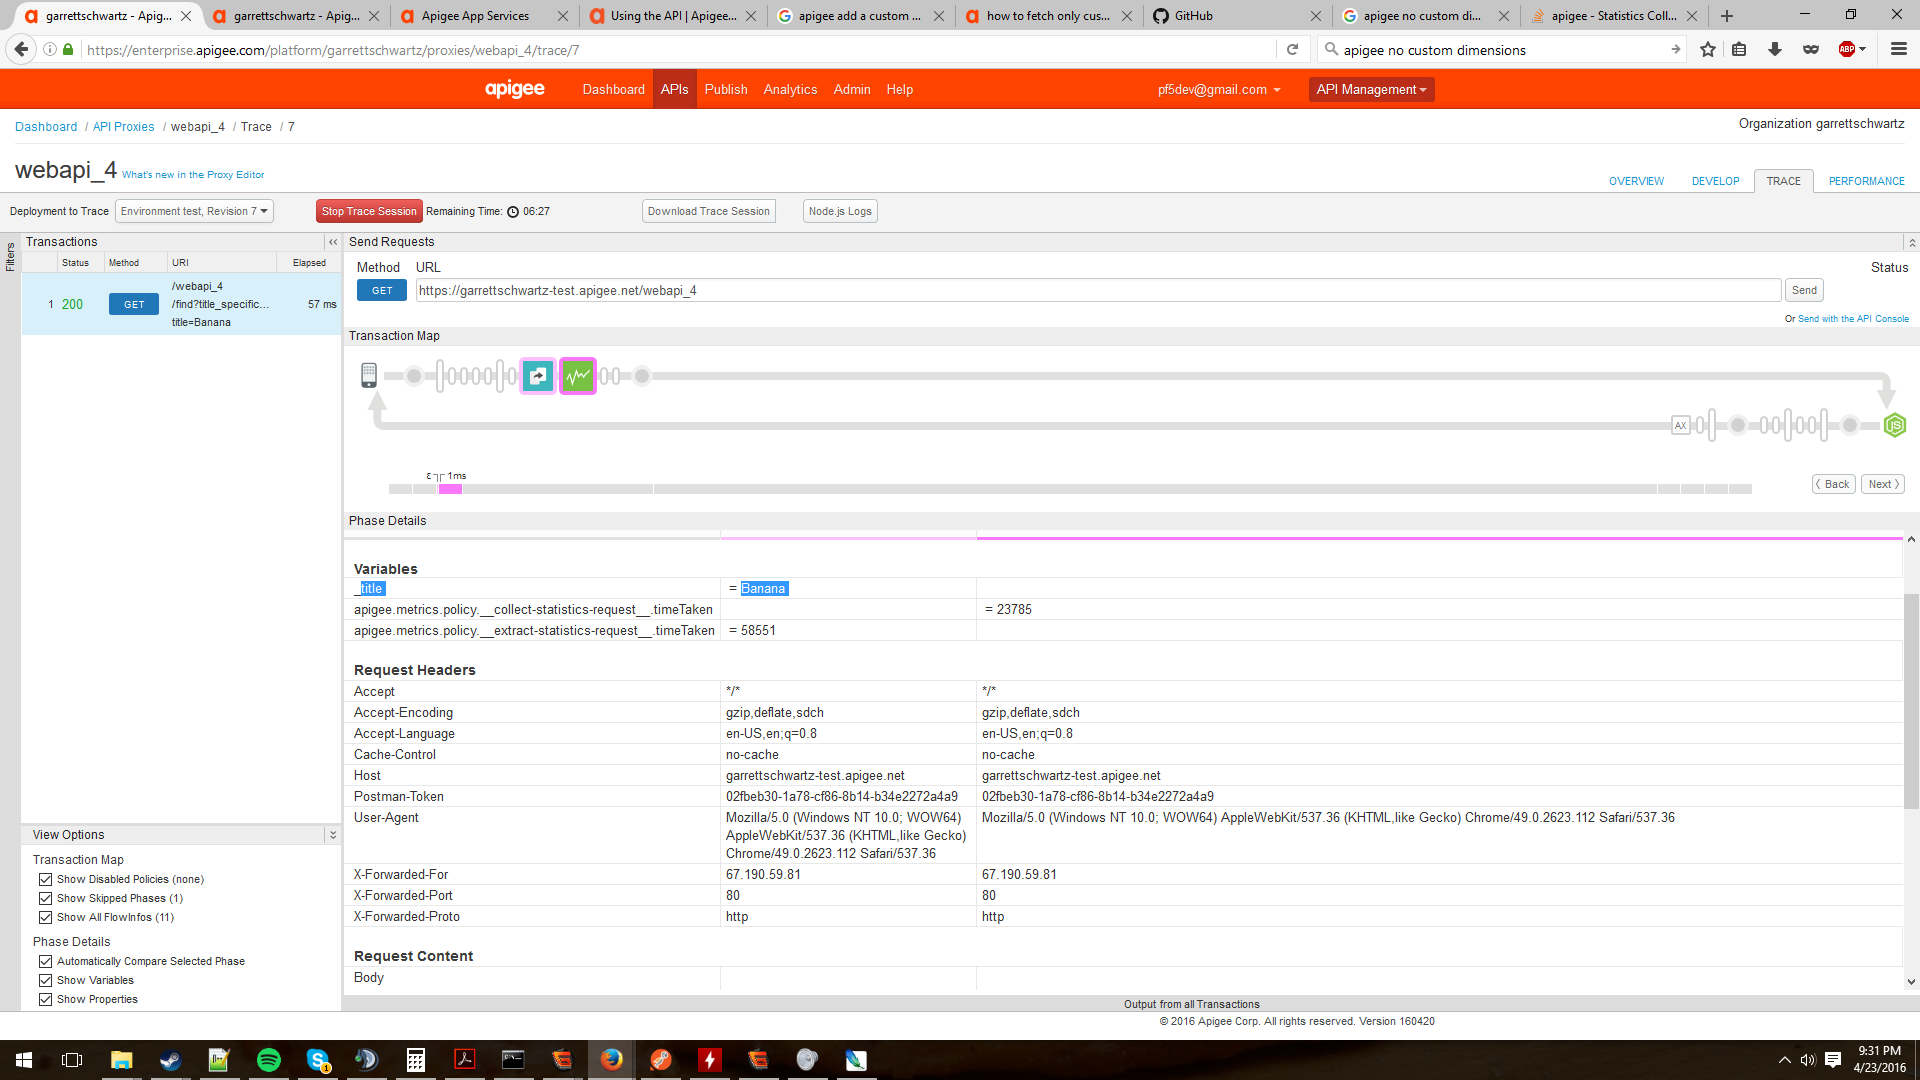 garrettschwartz - Apig...
garrettschwartz - Apig...
Apigee App Services
Using the API | Apigee...
apigee add a custom ...
how to fetch only cus...
GitHub
apigee no custom di...
apigee - Statistics Coll...
https://enterprise.apigee.com/platform/garrettschwartz/proxies/webapi_4/trace/7
apigee no custom dimensions
ABP
apigee
Dashboard APIs Publish Analytics Admin Help
pf5dev@gmail.com
API Management
Dashboard / API Proxies / webapi_4 / Trace / 7
Organization garrettschwartz
webapi_4 What's new in the Proxy Editor
OVERVIEW DEVELOP TRACE PERFORMANCE
Deployment to Trace Environment test, Revision 7
Stop Trace Session Remaining Time: 06:27
Download Trace Session
Node.js Logs
Filters
Transactions
Status Method URI Elapsed
1 200 GET /webapi_4
/find?title_specific...
title=Banana
57 ms
Send Requests
Method URL Status
GET https://garrettschwartz-test.apigee.net/webapi_4 Send
Or Send with the API Console
Transaction Map
AX
JS
ε 1ms
Back Next
Phase Details
Variables
_title = Banana
apigee.metrics.policy.__collect-statistics-request__.timeTaken = 23785
apigee.metrics.policy.__extract-statistics-request__.timeTaken = 58551
Request Headers
Accept */* */*
Accept-Encoding gzip,deflate,sdch gzip,deflate,sdch
Accept-Language en-US,en;q=0.8 en-US,en;q=0.8
Cache-Control no-cache no-cache
Host garrettschwartz-test.apigee.net garrettschwartz-test.apigee.net
Postman-Token 02fbeb30-1a78-cf86-8b14-b34e2272a4a9 02fbeb30-1a78-cf86-8b14-b34e2272a4a9
User-Agent Mozilla/5.0 (Windows NT 10.0; WOW64)
AppleWebKit/537.36 (KHTML,like Gecko)
Chrome/49.0.2623.112 Safari/537.36
Mozilla/5.0 (Windows NT 10.0; WOW64) AppleWebKit/537.36 (KHTML,like Gecko) Chrome/49.0.2623.112 Safari/537.36
X-Forwarded-For 67.190.59.81 67.190.59.81
X-Forwarded-Port 80 80
X-Forwarded-Proto http http
Request Content
Body
View Options
Transaction Map
Show Disabled Policies (none)
Show Skipped Phases (1)
Show All FlowInfos (11)
Phase Details
Automatically Compare Selected Phase
Show Variables
Show Properties
Output from all Transactions
© 2016 Apigee Corp. All rights reserved. Version 160420
1
9:31 PM
4/23/2016